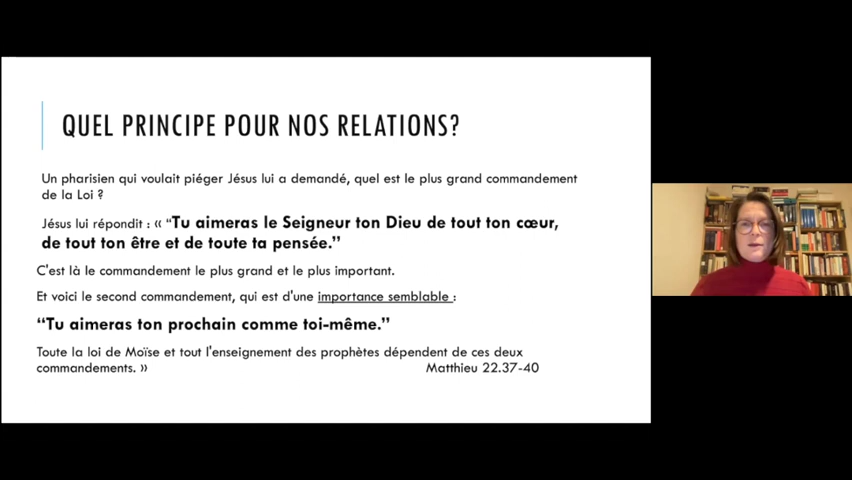 QUEL PRINCIPE POUR NOS RELATIONS?
Un pharisien qui voulait piéger Jésus lui a demandé, quel est le plus grand commandement
de la Loi ?
Jésus lui répondit : « “Tu aimeras le Seigneur ton Dieu de tout ton cœur,
de tout ton être et de toute ta pensée.”
C'est là le commandement le plus grand et le plus important.
Et voici le second commandement, qui est d'une importance semblable :
“Tu aimeras ton prochain comme toi-même.”
Toute la loi de Moïse et tout l'enseignement des prophètes dépendent de ces deux
commandements. » Matthieu 22.37-40